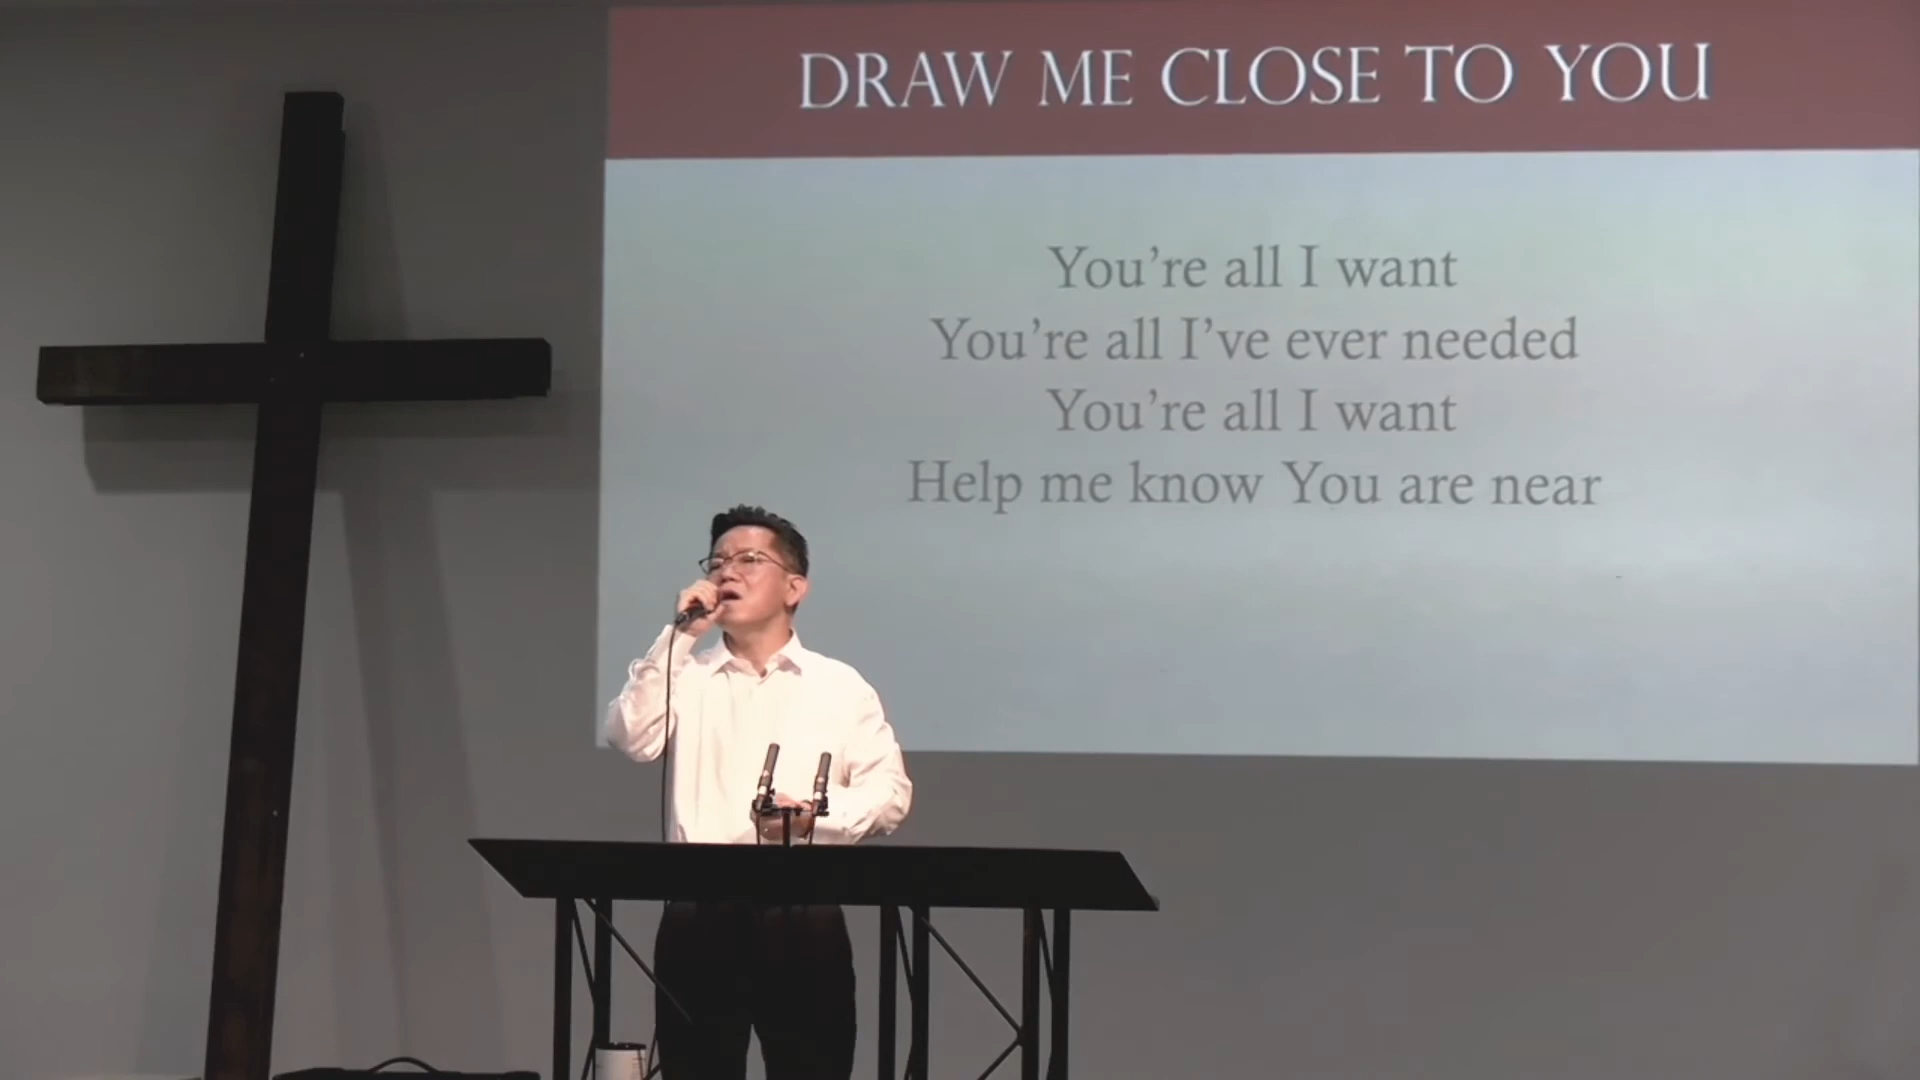 DRAW ME CLOSE TO YOU
You’re all I want
You’re all I’ve ever needed
You’re all I want
Help me know You are near